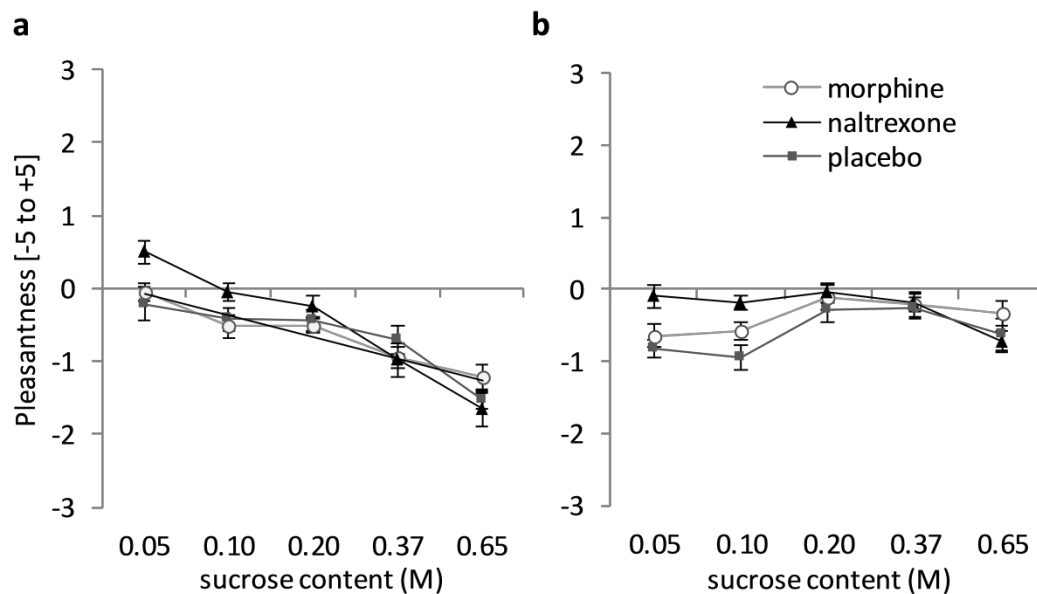 a
Pleasantness [-5 to +5]
3
2
1
0
-1
-2
-3
0.05 0.10 0.20 0.37 0.65
sucrose content (M)
b
morphine
naltrexone
placebo
3
2
1
0
-1
-2
-3
0.05 0.10 0.20 0.37 0.65
sucrose content (M)